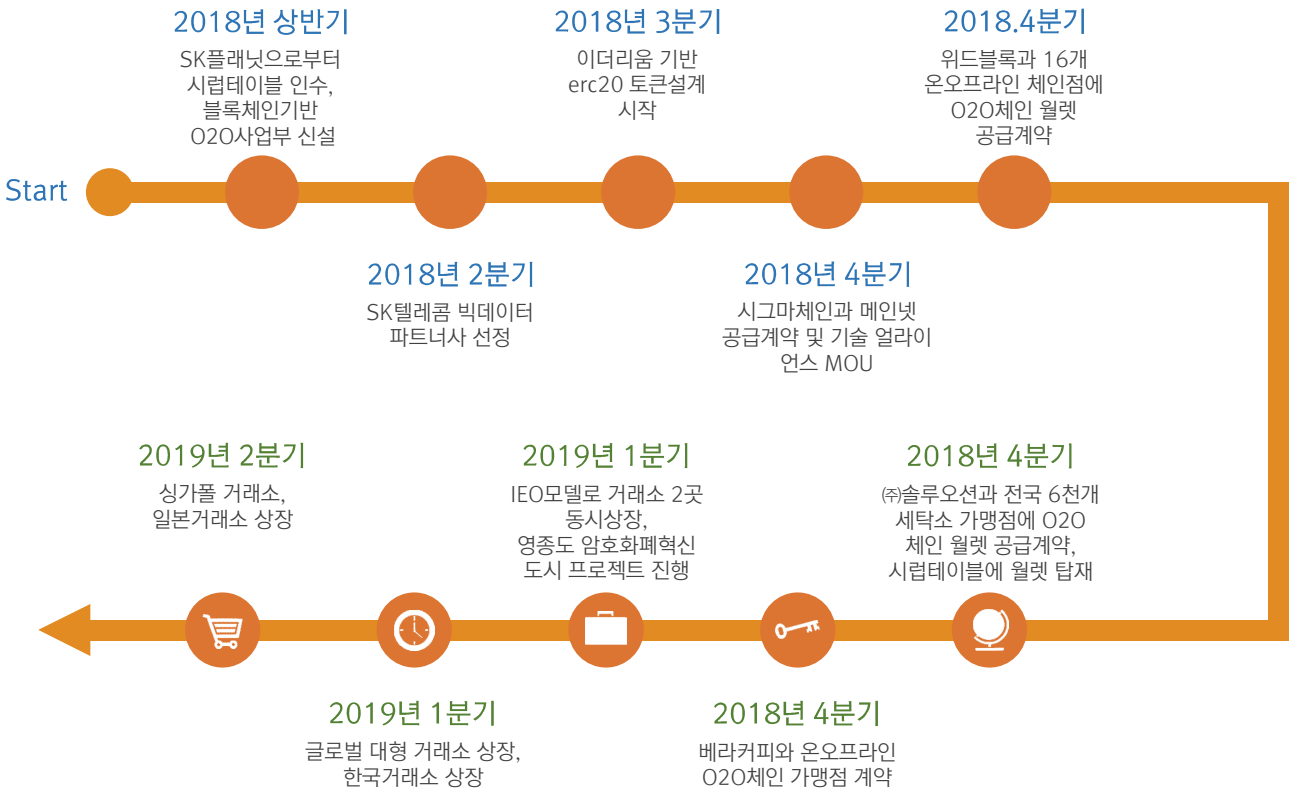 2018년 상반기
SK플래닛으로부터
시럽테이블 인수,
블록체인기반
O2O사업부 신설
2018년 3분기
이더리움 기반
erc20 토큰설계
시작
2018.4분기
위드블록과 16개
온오프라인 체인점에
O2O체인 월렛
공급계약
Start
2018년 2분기
SK텔레콤 빅데이터
파트너사 선정
2018년 4분기
시그마체인과 메인넷
공급계약 및 기술 얼라이
언스 MOU
2019년 2분기
싱가폴 거래소,
일본거래소 상장
2019년 1분기
IEO모델로 거래소 2곳
동시상장,
영종도 암호화폐혁신
도시 프로젝트 진행
2018년 4분기
㈜솔루오션과 전국 6천개
세탁소 가맹점에 O2O
체인 월렛 공급계약,
시럽테이블에 월렛 탑재
2019년 1분기
글로벌 대형 거래소 상장,
한국거래소 상장
2018년 4분기
베라커피와 온오프라인
O2O체인 가맹점 계약